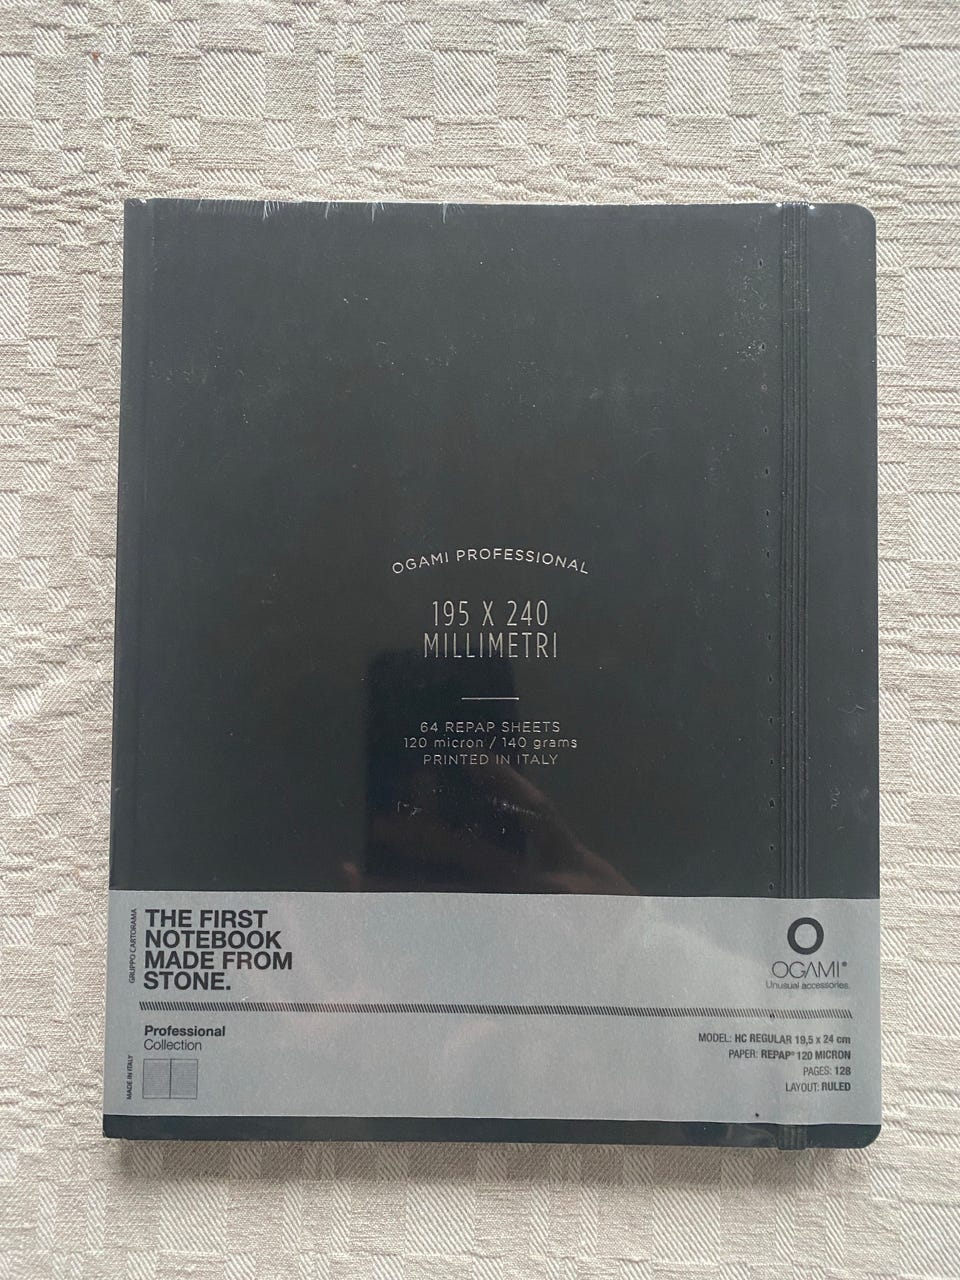 OGAMI PROFESSIONAL
195 X 240
MILLIMETRI
64 REPAP SHEETS
120 micron / 140 grams
PRINTED IN ITALY
GRUPPO CARTORAMA
THE FIRST
NOTEBOOK
MADE FROM
STONE.
OGAMI®
Unusual accessories.
Professional
Collection
MADE IN ITALY
MODEL: HC REGULAR 19,5 x 24 cm
PAPER: REPAP® 120 MICRON
PAGES: 128
LAYOUT: RULED